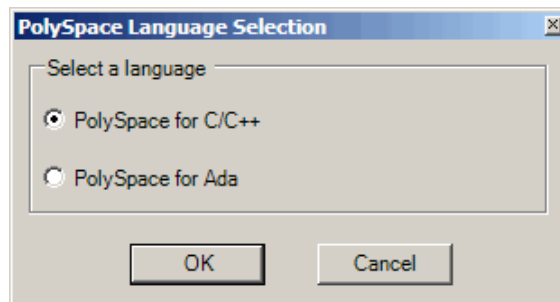 PolySpace Language Selection
Select a language
PolySpace for C/C++
PolySpace for Ada
OK Cancel